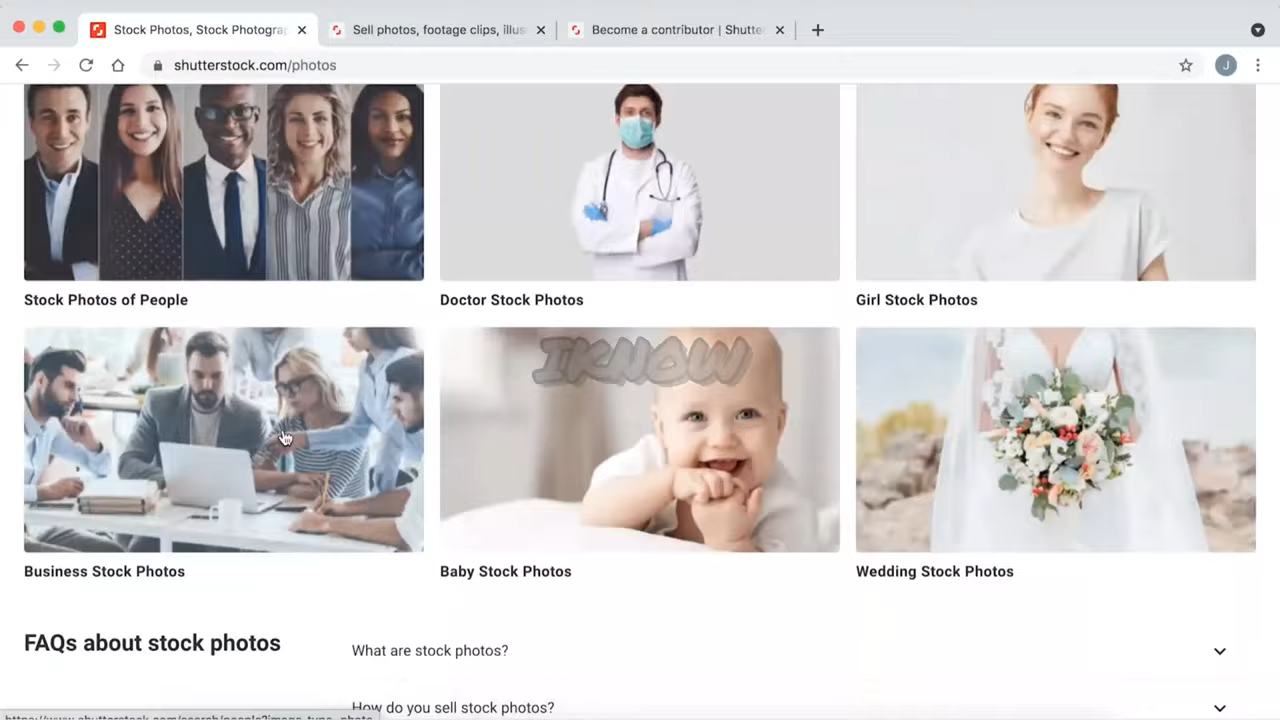 Stock Photos, Stock Photogra
Sell photos, footage clips, illus
Become a contributor | Shutte
shutterstock.com/photos
J
Stock Photos of People
Doctor Stock Photos
Girl Stock Photos
IKNOW
Business Stock Photos
Baby Stock Photos
Wedding Stock Photos
FAQs about stock photos
What are stock photos?
How do you sell stock photos?